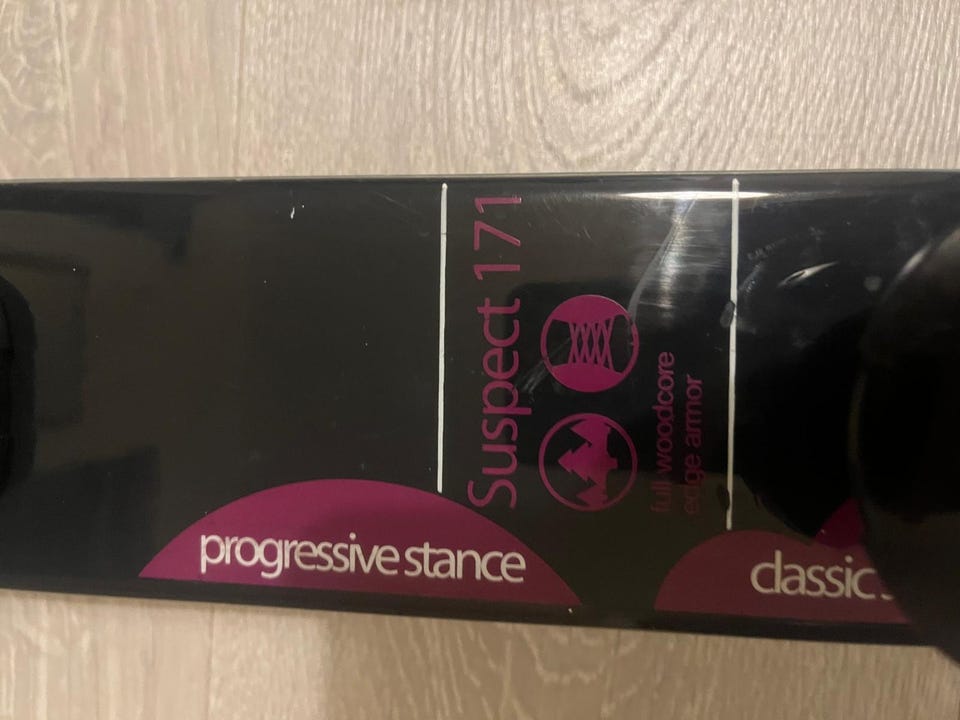 Suspect 171
full woodcore
edge armor
progressive stance
classic